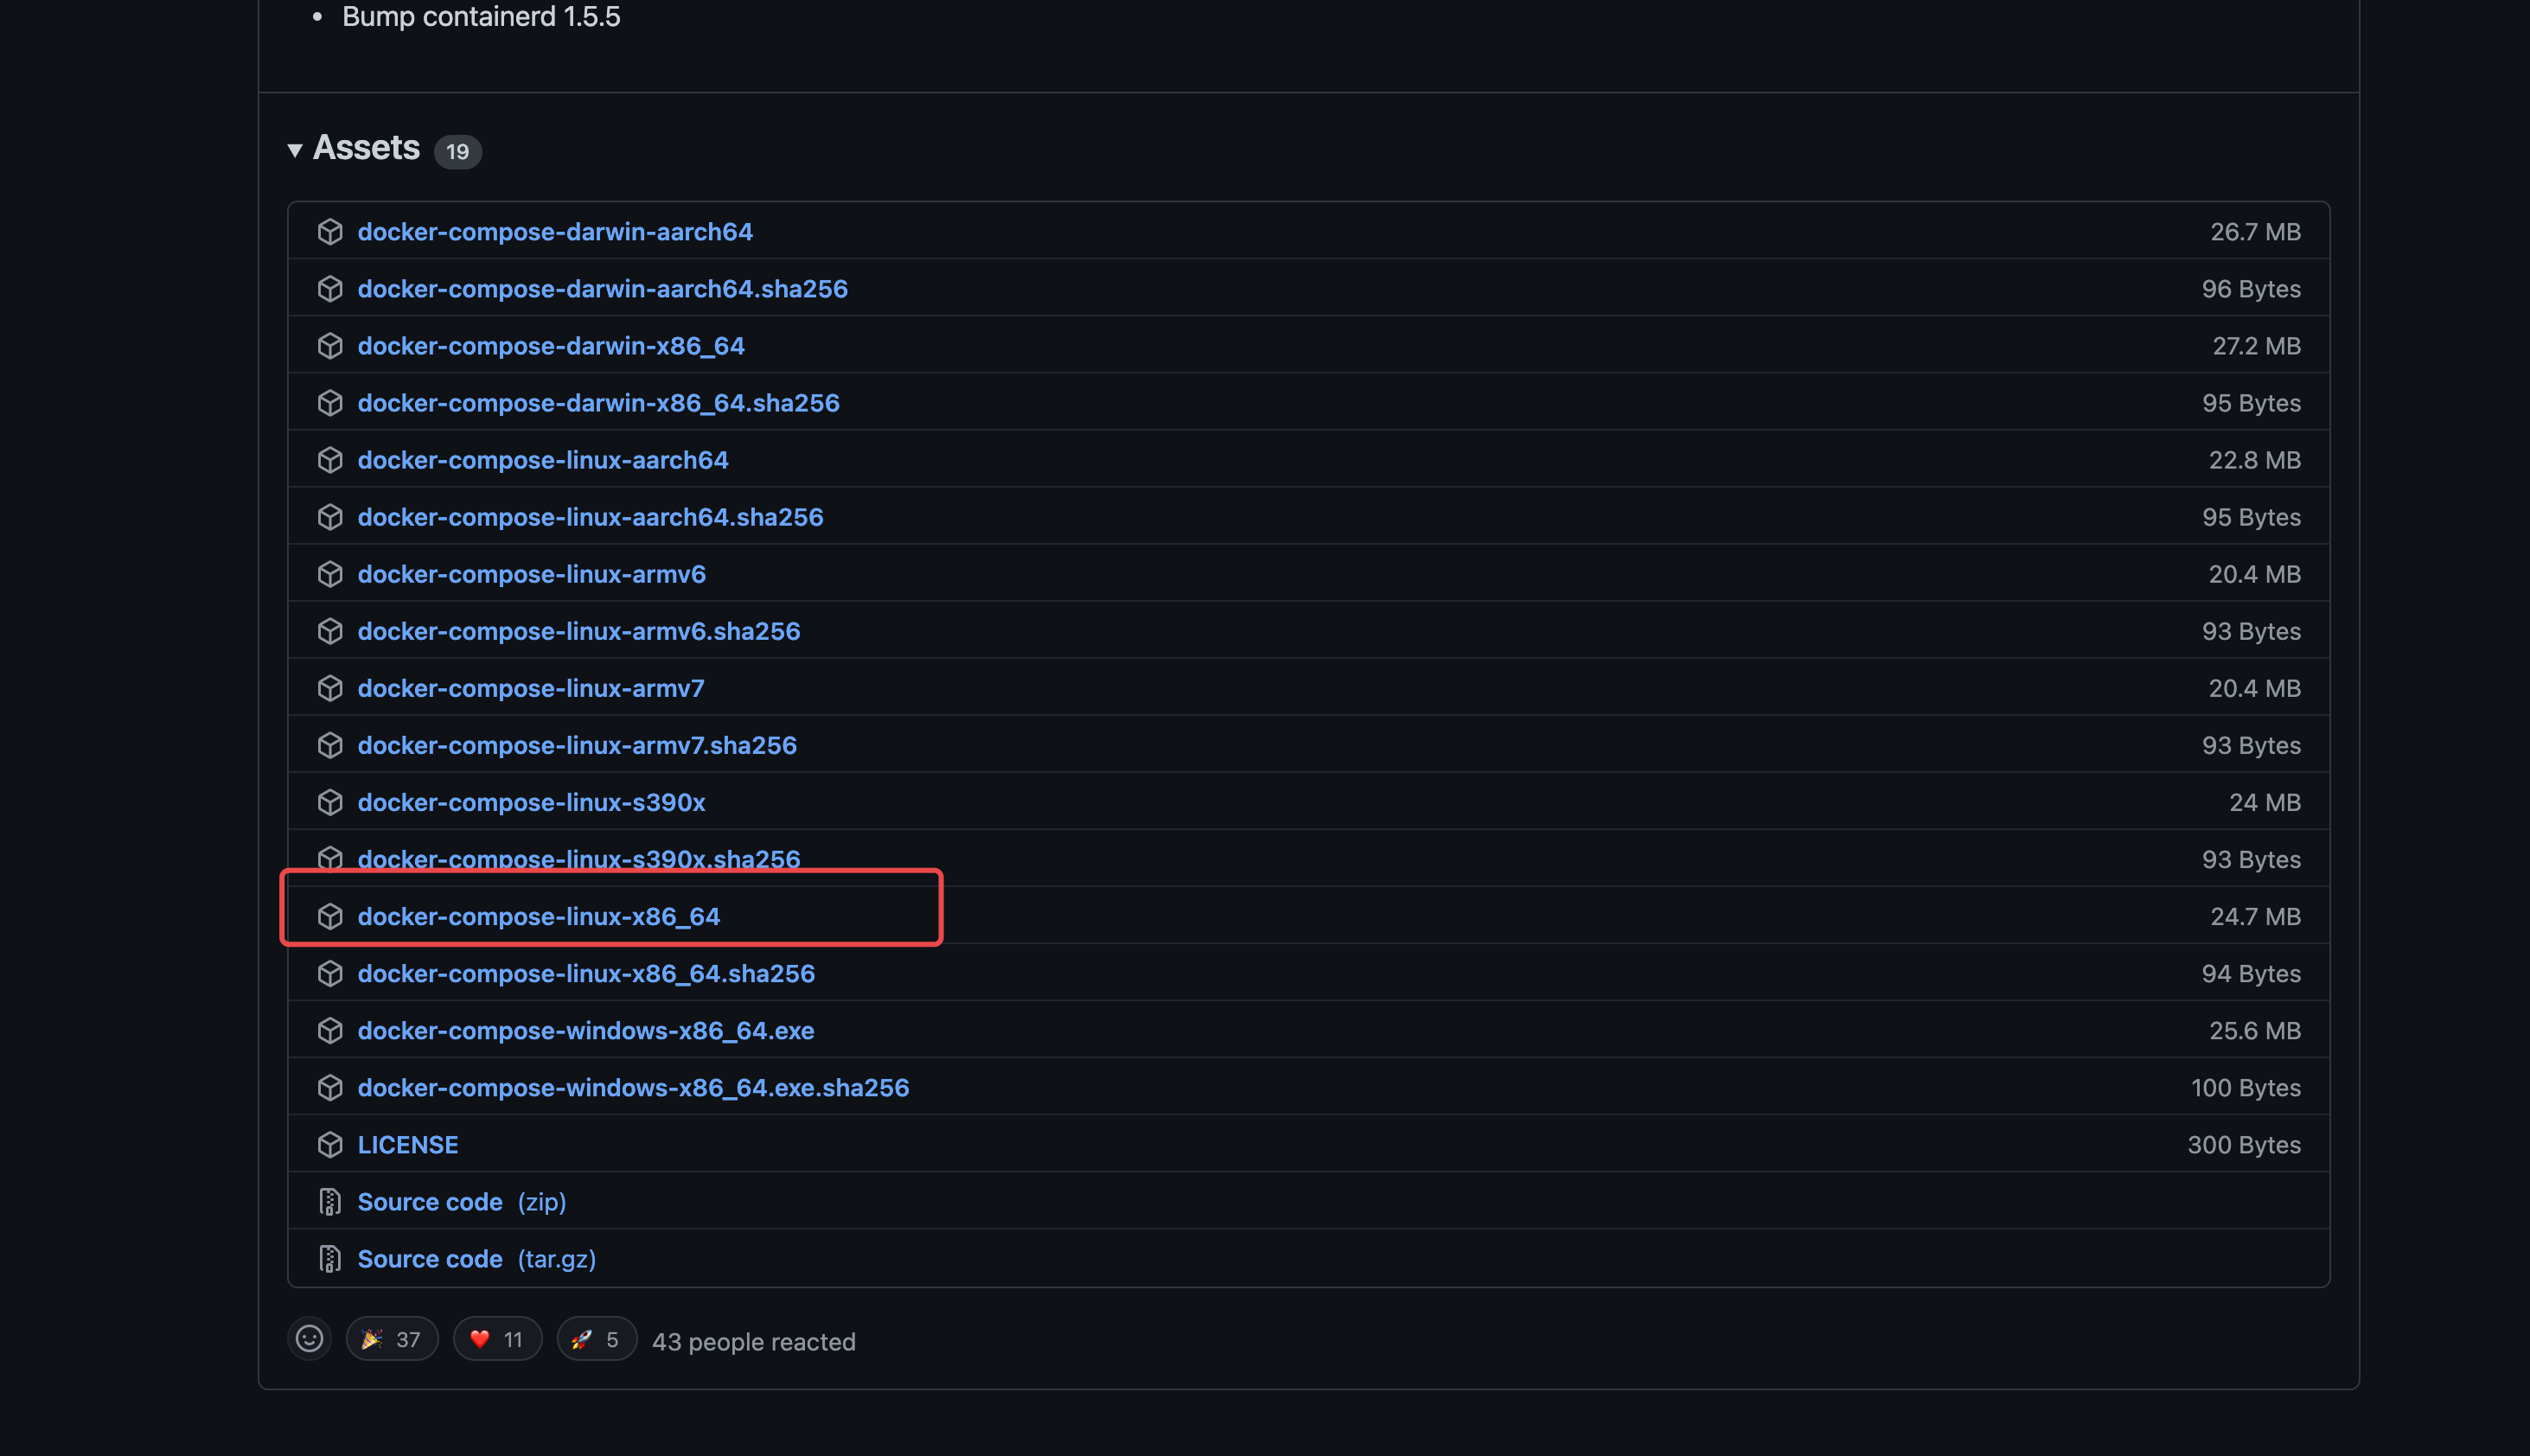 • Bump containerd 1.5.5
▼ Assets 19
docker-compose-darwin-aarch64 26.7 MB
docker-compose-darwin-aarch64.sha256 96 Bytes
docker-compose-darwin-x86_64 27.2 MB
docker-compose-darwin-x86_64.sha256 95 Bytes
docker-compose-linux-aarch64 22.8 MB
docker-compose-linux-aarch64.sha256 95 Bytes
docker-compose-linux-armv6 20.4 MB
docker-compose-linux-armv6.sha256 93 Bytes
docker-compose-linux-armv7 20.4 MB
docker-compose-linux-armv7.sha256 93 Bytes
docker-compose-linux-s390x 24 MB
docker-compose-linux-s390x.sha256 93 Bytes
docker-compose-linux-x86_64 24.7 MB
docker-compose-linux-x86_64.sha256 94 Bytes
docker-compose-windows-x86_64.exe 25.6 MB
docker-compose-windows-x86_64.exe.sha256 100 Bytes
LICENSE 300 Bytes
Source code (zip)
Source code (tar.gz)
🎉 37 ❤️ 11 🚀 5 43 people reacted